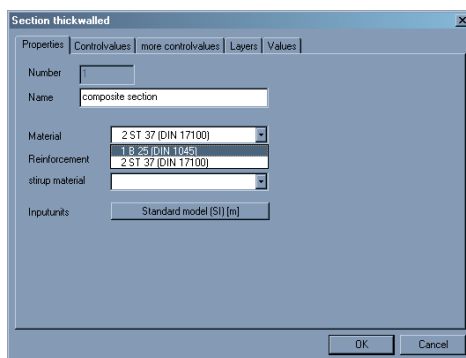 Section thickwalled
Properties Controlvalues more controlvalues Layers Values
Number 1
Name composite section
Material 2 ST 37 (DIN 17100)
1 B 25 (DIN 1045)
Reinforcement 2 ST 37 (DIN 17100)
stirup material
Inputunits Standard model (SI) [m]
OK Cancel